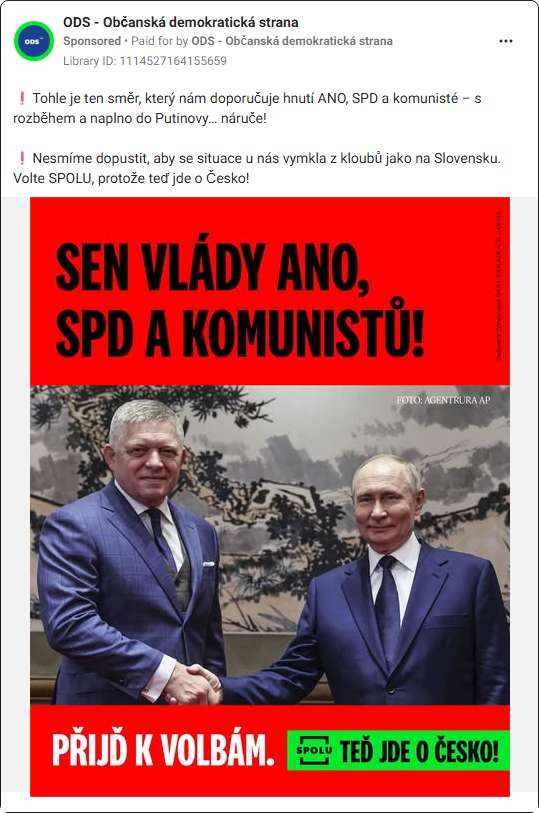 ODS - Občanská demokratická strana
Sponsored • Paid for by ODS - Občanská demokratická strana
Library ID: 1114527164155659
❗ Tohle je ten směr, který nám doporučuje hnutí ANO, SPD a komunisté – s
rozběhem a naplno do Putinovy… náruče!
❗ Nesmíme dopustit, aby se situace u nás vymkla z kloubů jako na Slovensku.
Volte SPOLU, protože teď jde o Česko!
SEN VLÁDY ANO,
SPD A KOMUNISTŮ!
FOTO: AGENTRURA AP
PŘIJĎ K VOLBÁM.
SPOLU TEĎ JDE O ČESKO!
ODS